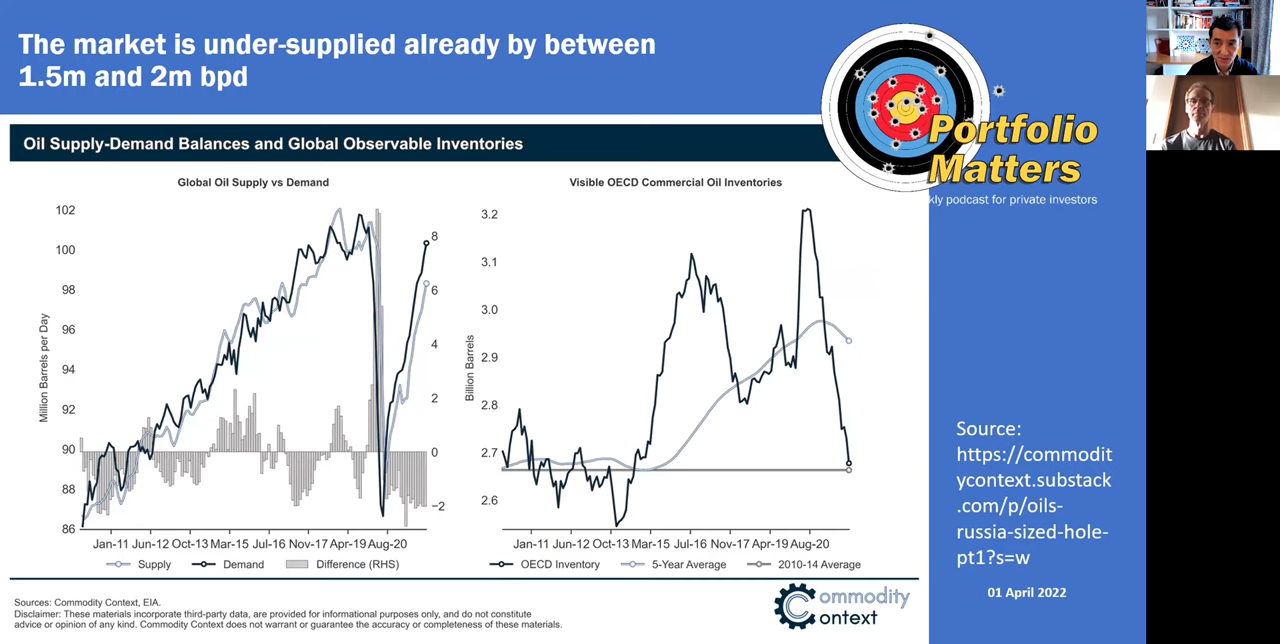 The market is under-supplied already by between
1.5m and 2m bpd
Portfolio
Matters
kly podcast for private investors
Oil Supply-Demand Balances and Global Observable Inventories
Global Oil Supply vs Demand
Million Barrels per Day
102
100
98
96
94
92
90
88
86
8
6
4
2
0
−2
Jan-11 Jun-12 Oct-13 Mar-15 Jul-16 Nov-17 Apr-19 Aug-20
Supply Demand Difference (RHS)
Visible OECD Commercial Oil Inventories
Billion Barrels
3.2
3.1
3.0
2.9
2.8
2.7
2.6
Jan-11 Jun-12 Oct-13 Mar-15 Jul-16 Nov-17 Apr-19 Aug-20
OECD Inventory 5-Year Average 2010-14 Average
Source:
https://commodit
ycontext.substack
.com/p/oils-
russia-sized-hole-
pt1?s=w
01 April 2022
Sources: Commodity Context, EIA.
Disclaimer: These materials incorporate third-party data, are provided for informational purposes only, and do not constitute
advice or opinion of any kind. Commodity Context does not warrant or guarantee the accuracy or completeness of these materials.
Commodity
Context